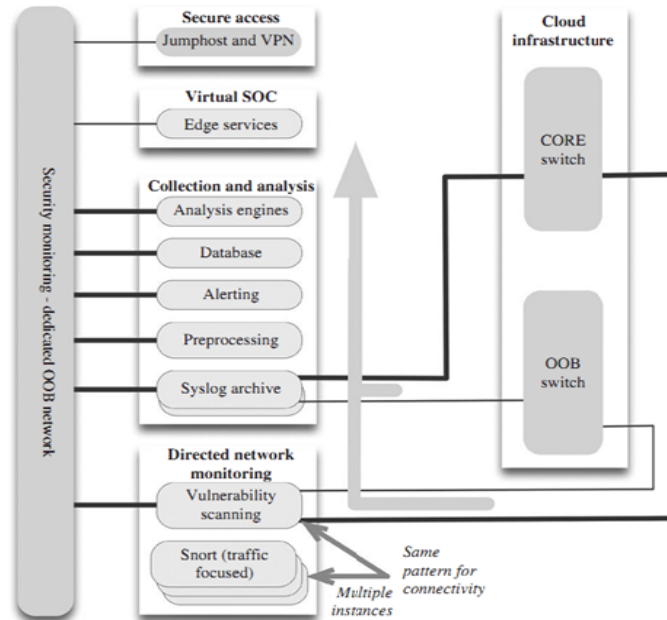 Secure access
Jumphost and VPN
Virtual SOC
Edge services
Collection and analysis
Analysis engines
Database
Alerting
Preprocessing
Syslog archive
Directed network
monitoring
Vulnerability
scanning
Snort (traffic
focused)
Security monitoring - dedicated OOB network
Cloud
infrastructure
CORE
switch
OOB
switch
Same
pattern for
connectivity
Multiple
instances